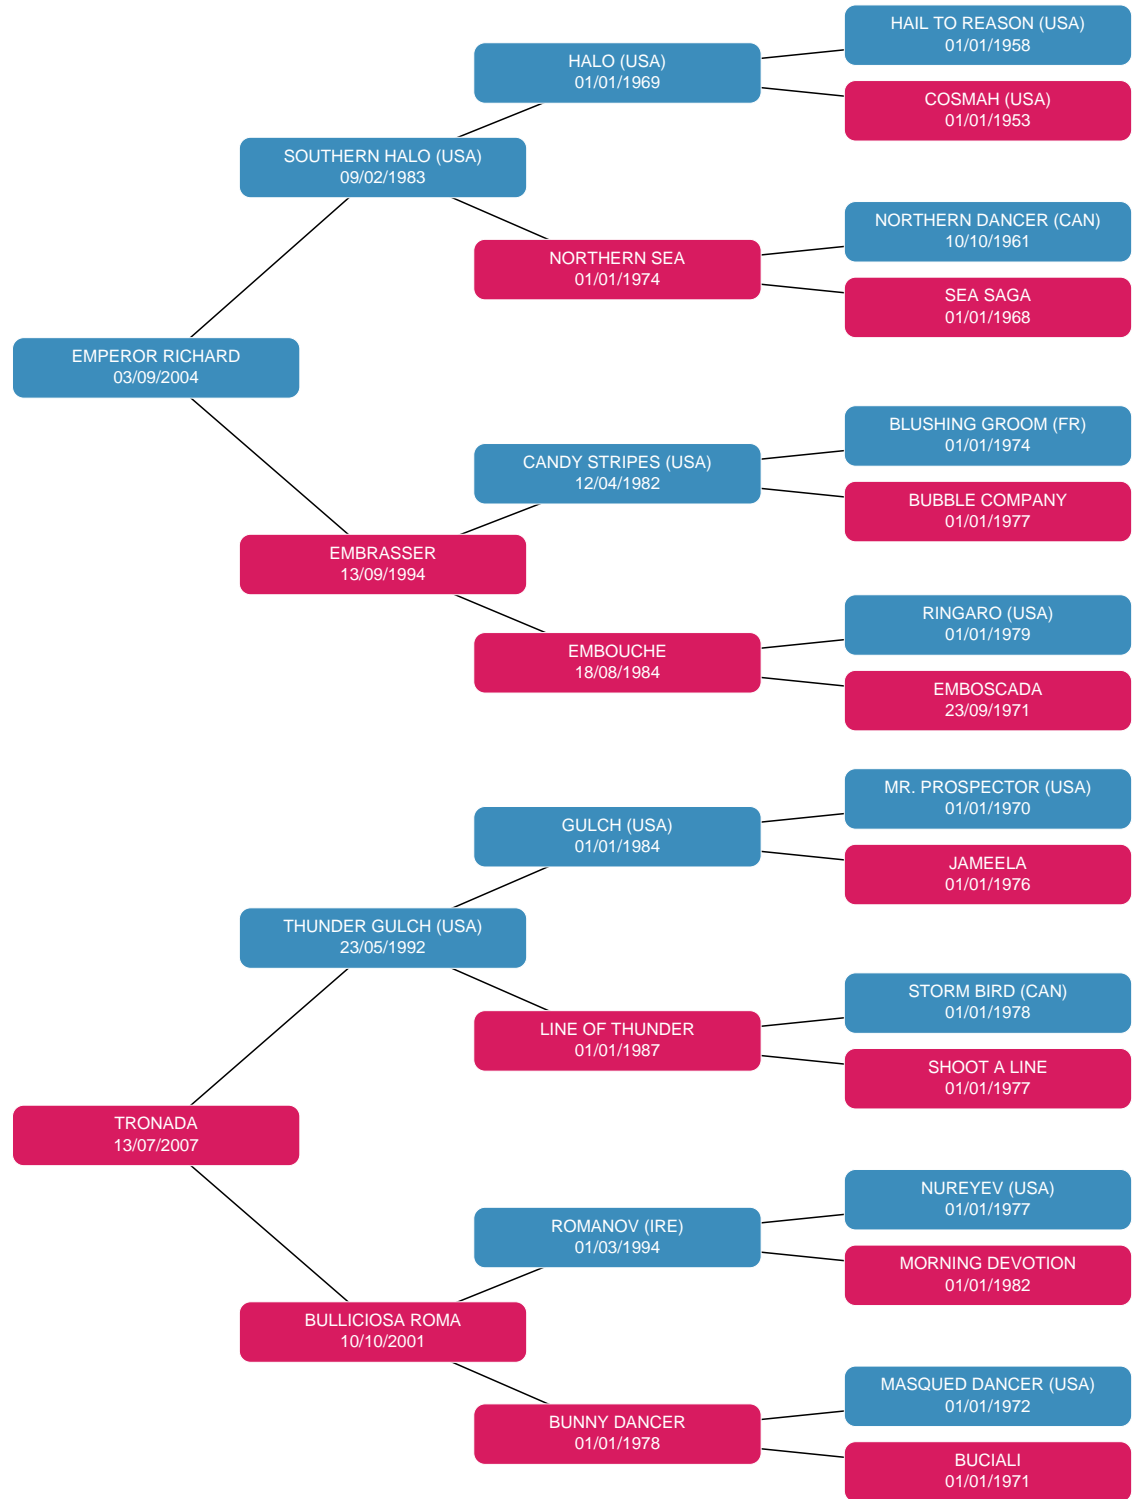 HAIL TO REASON (USA)
01/01/1958
HALO (USA)
01/01/1969
COSMAH (USA)
01/01/1953
SOUTHERN HALO (USA)
09/02/1983
NORTHERN DANCER (CAN)
10/10/1961
NORTHERN SEA
01/01/1974
SEA SAGA
01/01/1968
EMPEROR RICHARD
03/09/2004
BLUSHING GROOM (FR)
01/01/1974
CANDY STRIPES (USA)
12/04/1982
BUBBLE COMPANY
01/01/1977
EMBRASSER
13/09/1994
RINGARO (USA)
01/01/1979
EMBOUCHE
18/08/1984
EMBOSCADA
23/09/1971
MR. PROSPECTOR (USA)
01/01/1970
GULCH (USA)
01/01/1984
JAMEELA
01/01/1976
THUNDER GULCH (USA)
23/05/1992
STORM BIRD (CAN)
01/01/1978
LINE OF THUNDER
01/01/1987
SHOOT A LINE
01/01/1977
TRONADA
13/07/2007
NUREYEV (USA)
01/01/1977
ROMANOV (IRE)
01/03/1994
MORNING DEVOTION
01/01/1982
BULLICIOSA ROMA
10/10/2001
MASQUED DANCER (USA)
01/01/1972
BUNNY DANCER
01/01/1978
BUCIALI
01/01/1971